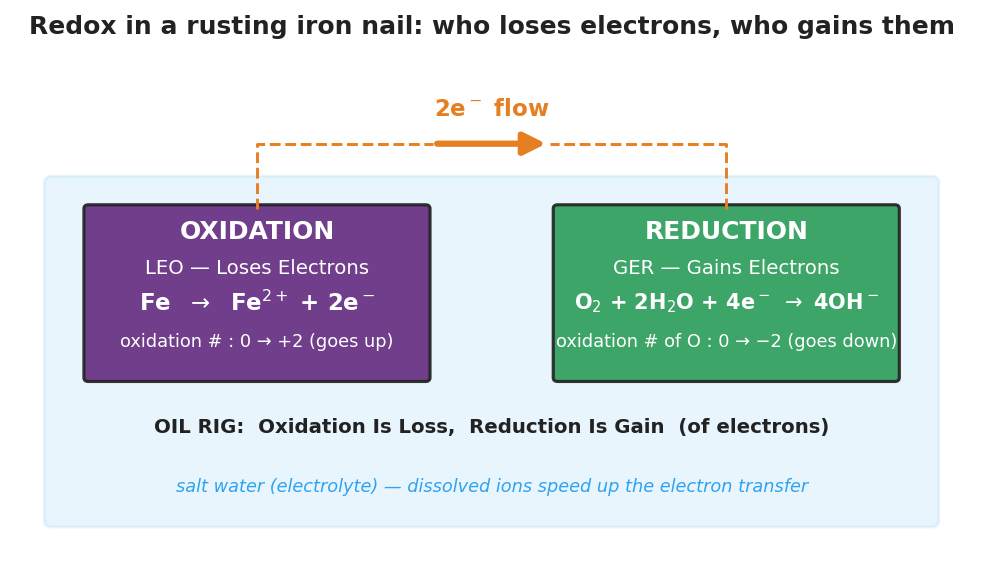 Redox in a rusting iron nail: who loses electrons, who gains them
2e⁻ flow
OXIDATION
LEO — Loses Electrons
Fe → Fe²⁺ + 2e⁻
oxidation # : 0 → +2 (goes up)
REDUCTION
GER — Gains Electrons
O₂ + 2H₂O + 4e⁻ → 4OH⁻
oxidation # of O : 0 → −2 (goes down)
OIL RIG: Oxidation Is Loss, Reduction Is Gain (of electrons)
salt water (electrolyte) — dissolved ions speed up the electron transfer